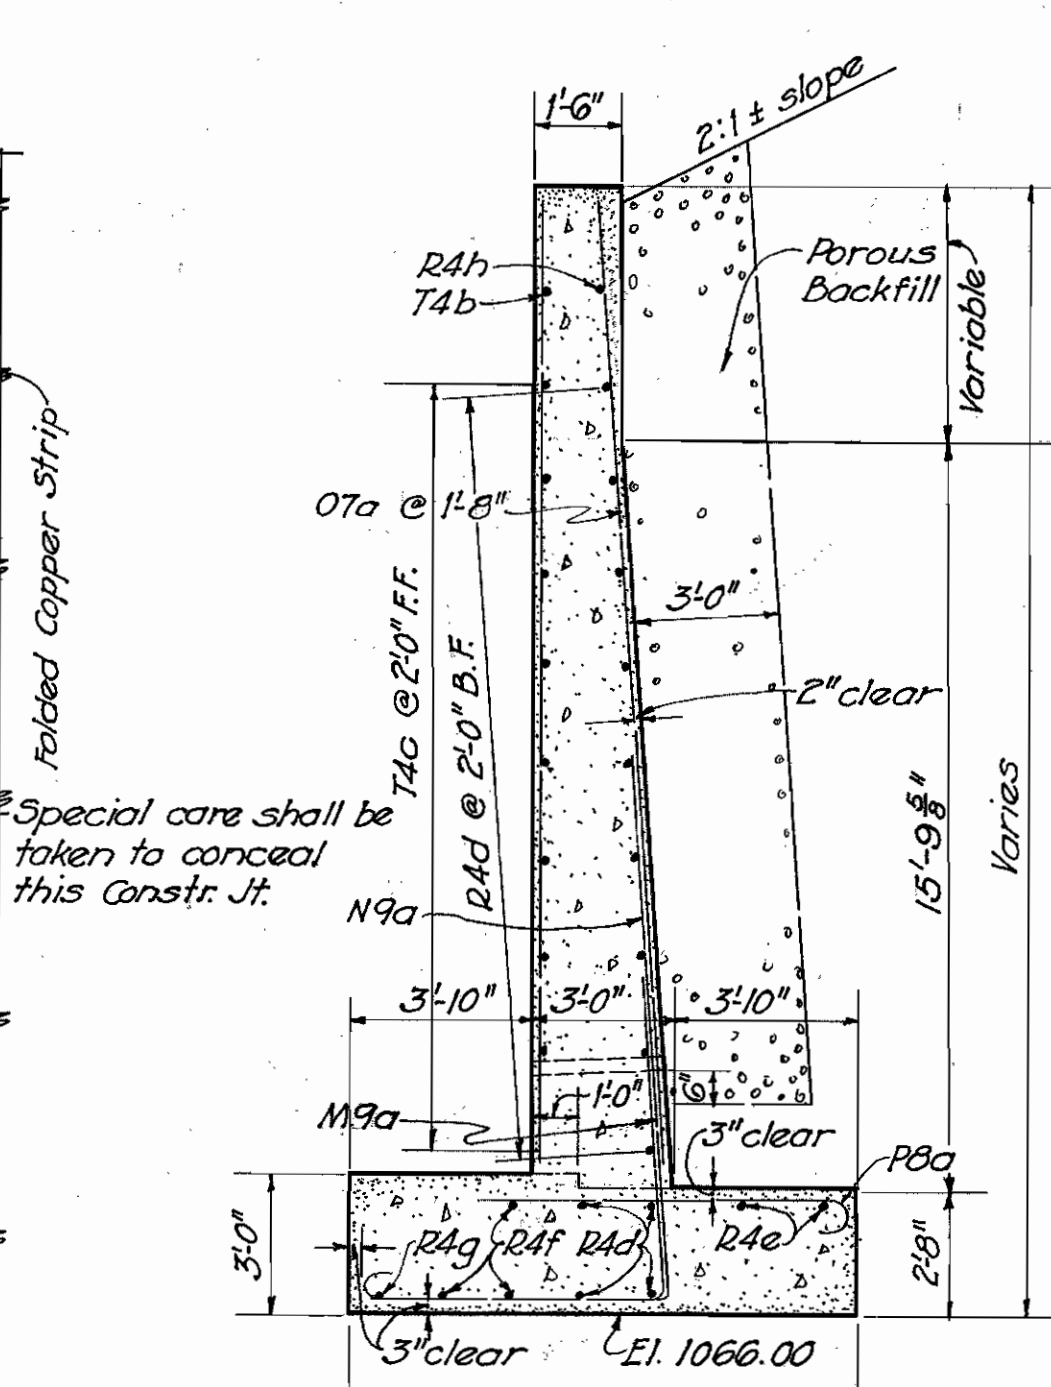 1'-6"
2:1 ± slope
R4h
T4b
Porous
Backfill
Variable
Folded Copper Strip
O7a @ 1'-8"
T4c @ 2'-0" F.F.
R4d @ 2'-0" B.F.
3'-0"
2" clear
15'-9 5/8"
Varies
Special care shall be
taken to conceal
this Constr. Jt.
N9a
3'-10"
3'-0"
3'-10"
1'-0"
6"
M9a
3" clear
P8a
3'-0"
R4g
R4f
R4d
R4e
2'-8"
3" clear
El. 1066.00